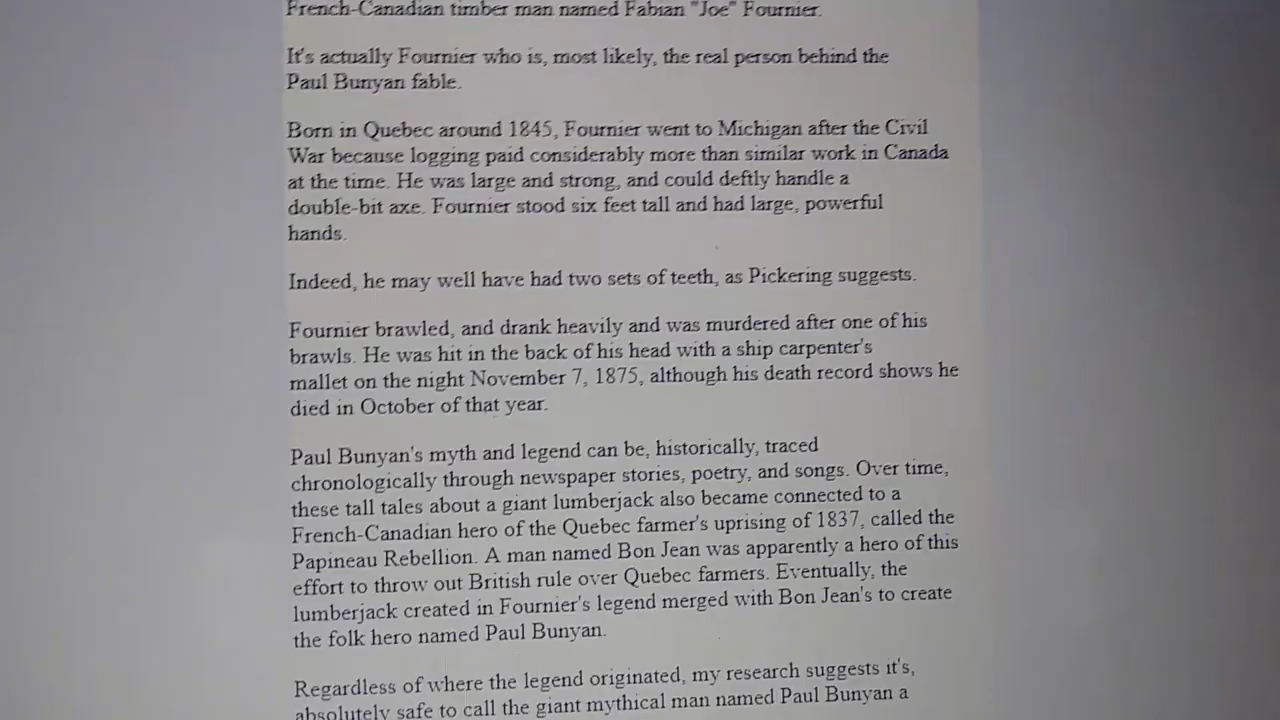 French-Canadian timber man named Fabian "Joe" Fournier.
It's actually Fournier who is, most likely, the real person behind the
Paul Bunyan fable.
Born in Quebec around 1845, Fournier went to Michigan after the Civil
War because logging paid considerably more than similar work in Canada
at the time. He was large and strong, and could deftly handle a
double-bit axe. Fournier stood six feet tall and had large, powerful
hands.
Indeed, he may well have had two sets of teeth, as Pickering suggests.
Fournier brawled, and drank heavily and was murdered after one of his
brawls. He was hit in the back of his head with a ship carpenter's
mallet on the night November 7, 1875, although his death record shows he
died in October of that year.
Paul Bunyan's myth and legend can be, historically, traced
chronologically through newspaper stories, poetry, and songs. Over time,
these tall tales about a giant lumberjack also became connected to a
French-Canadian hero of the Quebec farmer's uprising of 1837, called the
Papineau Rebellion. A man named Bon Jean was apparently a hero of this
effort to throw out British rule over Quebec farmers. Eventually, the
lumberjack created in Fournier's legend merged with Bon Jean's to create
the folk hero named Paul Bunyan.
Regardless of where the legend originated, my research suggests it's,
absolutely safe to call the giant mythical man named Paul Bunyan a